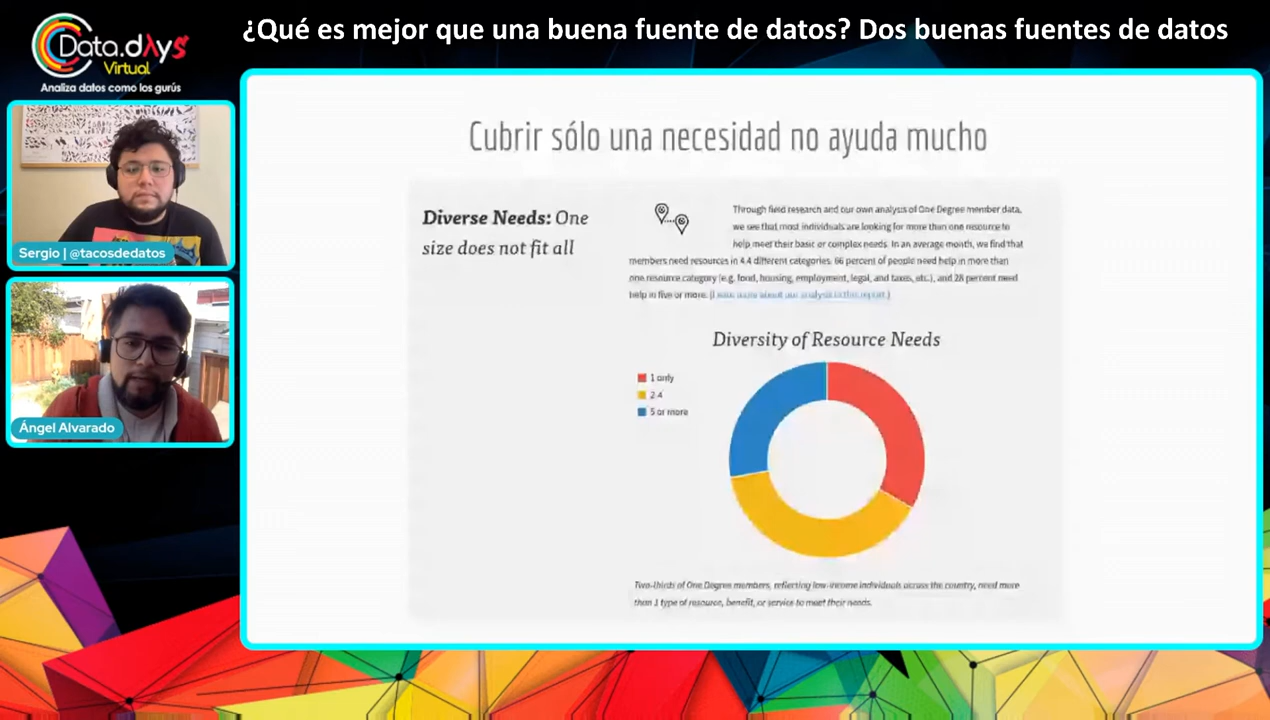 ¿Qué es mejor que una buena fuente de datos? Dos buenas fuentes de datos
Data.dAys
Virtual
Analiza datos como los gurús
Sergio | @tacosdedatos
Ángel Alvarado
Cubrir sólo una necesidad no ayuda mucho
Diverse Needs: One
size does not fit all
Through field research and our own analysis of One Degree member data,
we see that most individuals are looking for more than one resource to
help meet their basic or complex needs. In an average month, we find that
members need resources in 4.4 different categories. 66 percent of people need help in more than
one resource category (e.g. food, housing, employment, legal, and taxes, etc.), and 28 percent need
help in five or more. (Learn more about our analysis in this report.)
Diversity of Resource Needs
1 only
2-4
5 or more
Two-thirds of One Degree members, reflecting low-income individuals across the country, need more
than 1 type of resource, benefit, or service to meet their needs.